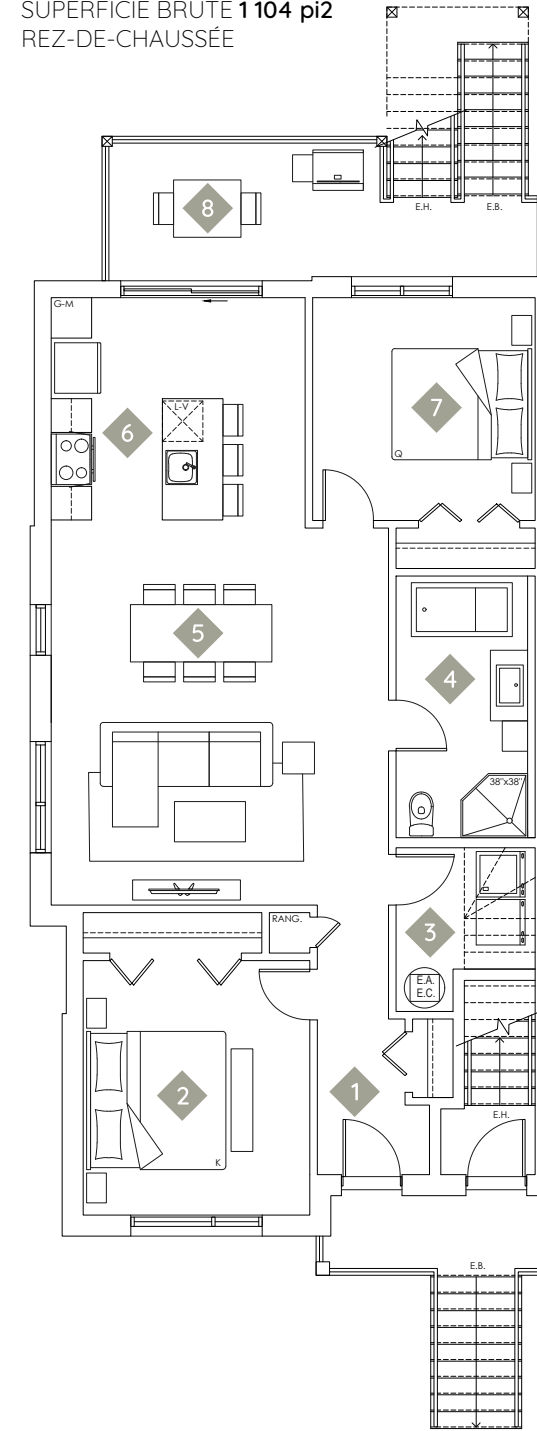 SUPERFICIE BRUTE 1 104 pi2
REZ-DE-CHAUSSÉE
E.H.
E.B.
8
G-M
L-V
6
7
Q
5
4
38"x38"
RANG.
3
E.A.
E.C.
2
K
1
E.H.
E.B.